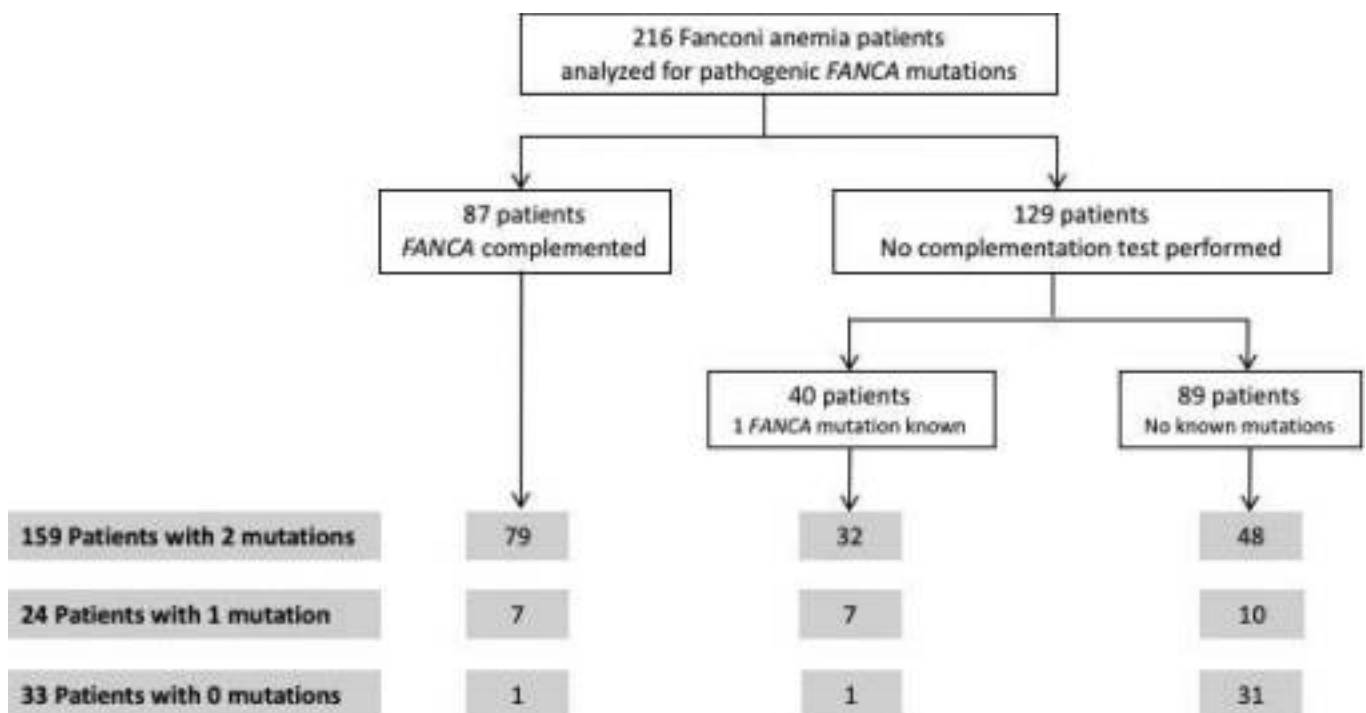 216 Fanconi anemia patients
analyzed for pathogenic FANCA mutations
87 patients
FANCA complemented
129 patients
No complementation test performed
40 patients
1 FANCA mutation known
89 patients
No known mutations
159 Patients with 2 mutations 79 32 48
24 Patients with 1 mutation 7 7 10
33 Patients with 0 mutations 1 1 31